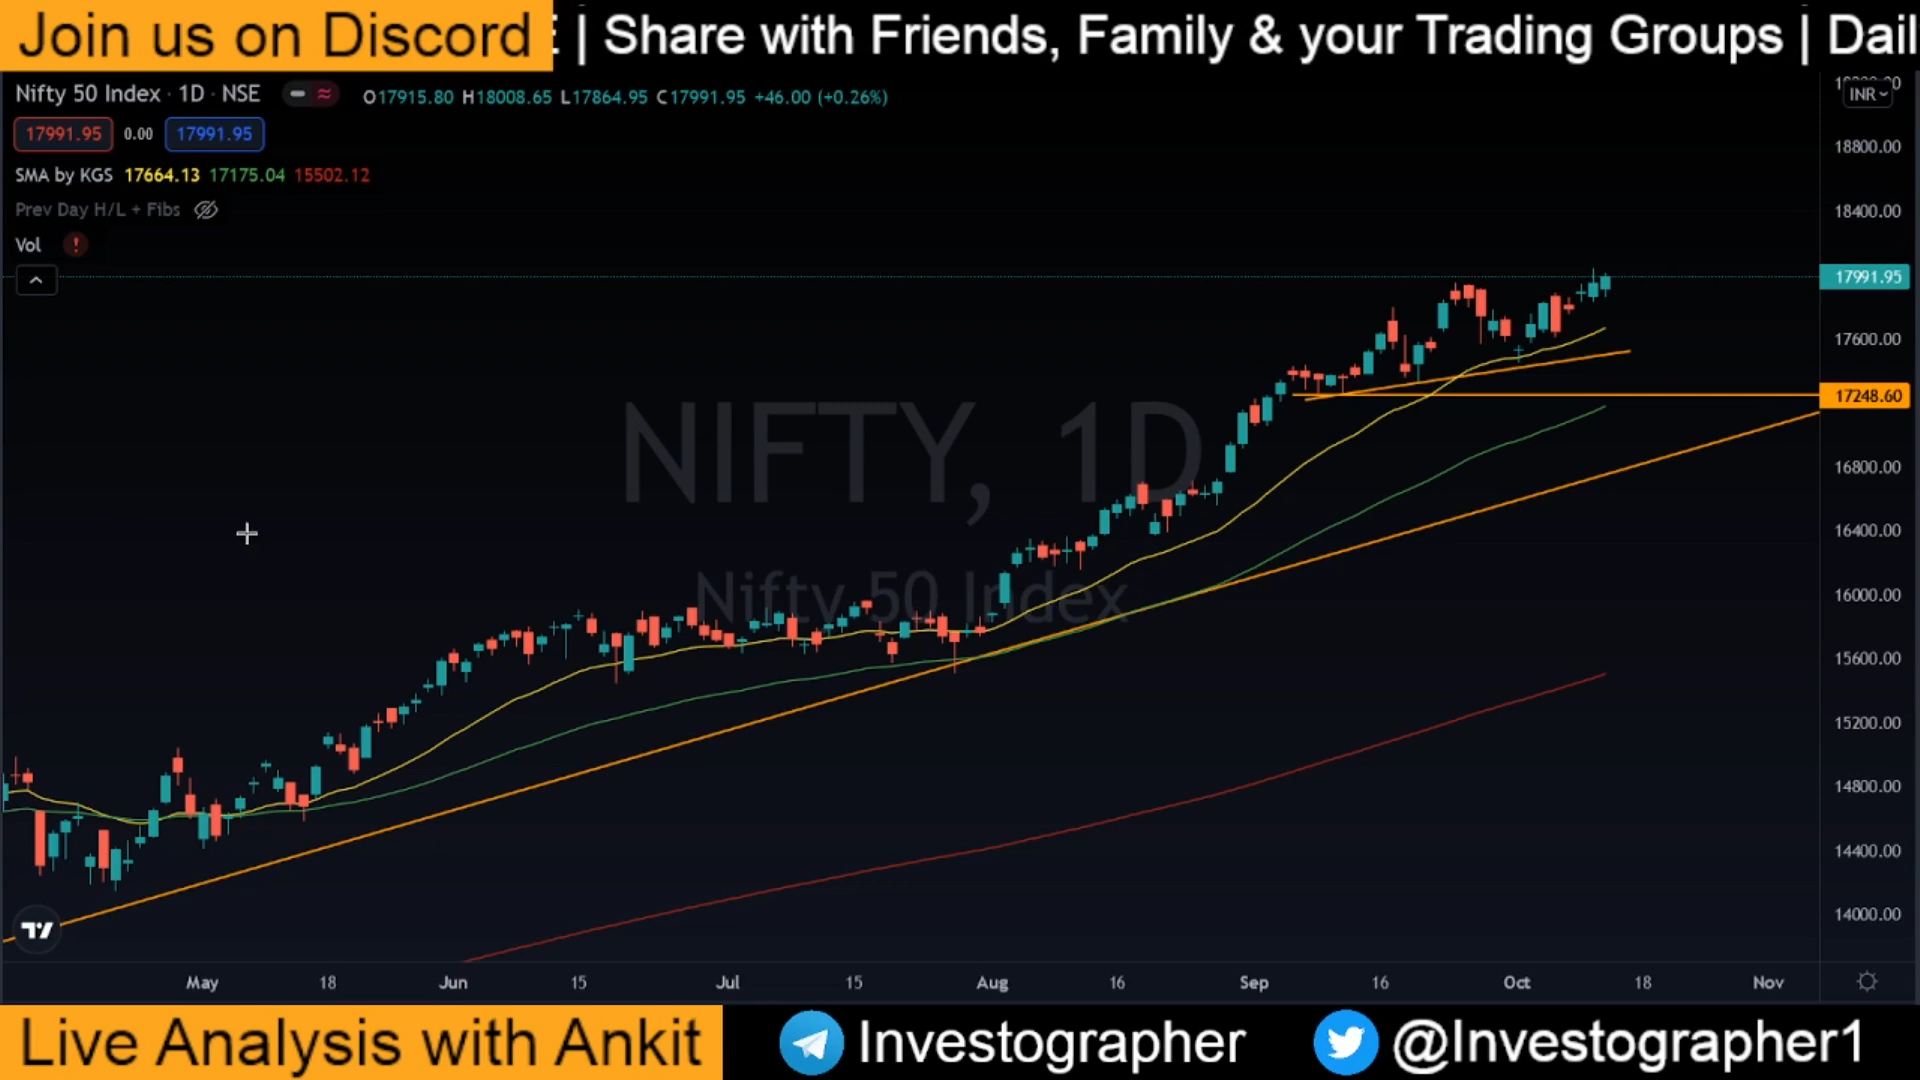 Join us on Discord
| Share with Friends, Family & your Trading Groups | Dail
Nifty 50 Index · 1D · NSE
O17915.80 H18008.65 L17864.95 C17991.95 +46.00 (+0.26%)
INR
17991.95 0.00 17991.95
SMA by KGS 17664.13 17175.04 15502.12
Prev Day H/L + Fibs
Vol
18800.00
18400.00
17991.95
17600.00
17248.60
16800.00
16400.00
16000.00
15600.00
15200.00
14800.00
14400.00
14000.00
NIFTY, 1D
Nifty 50 Index
May 18 Jun 15 Jul 15 Aug 16 Sep 16 Oct 18 Nov
Live Analysis with Ankit
Investographer
@Investographer1